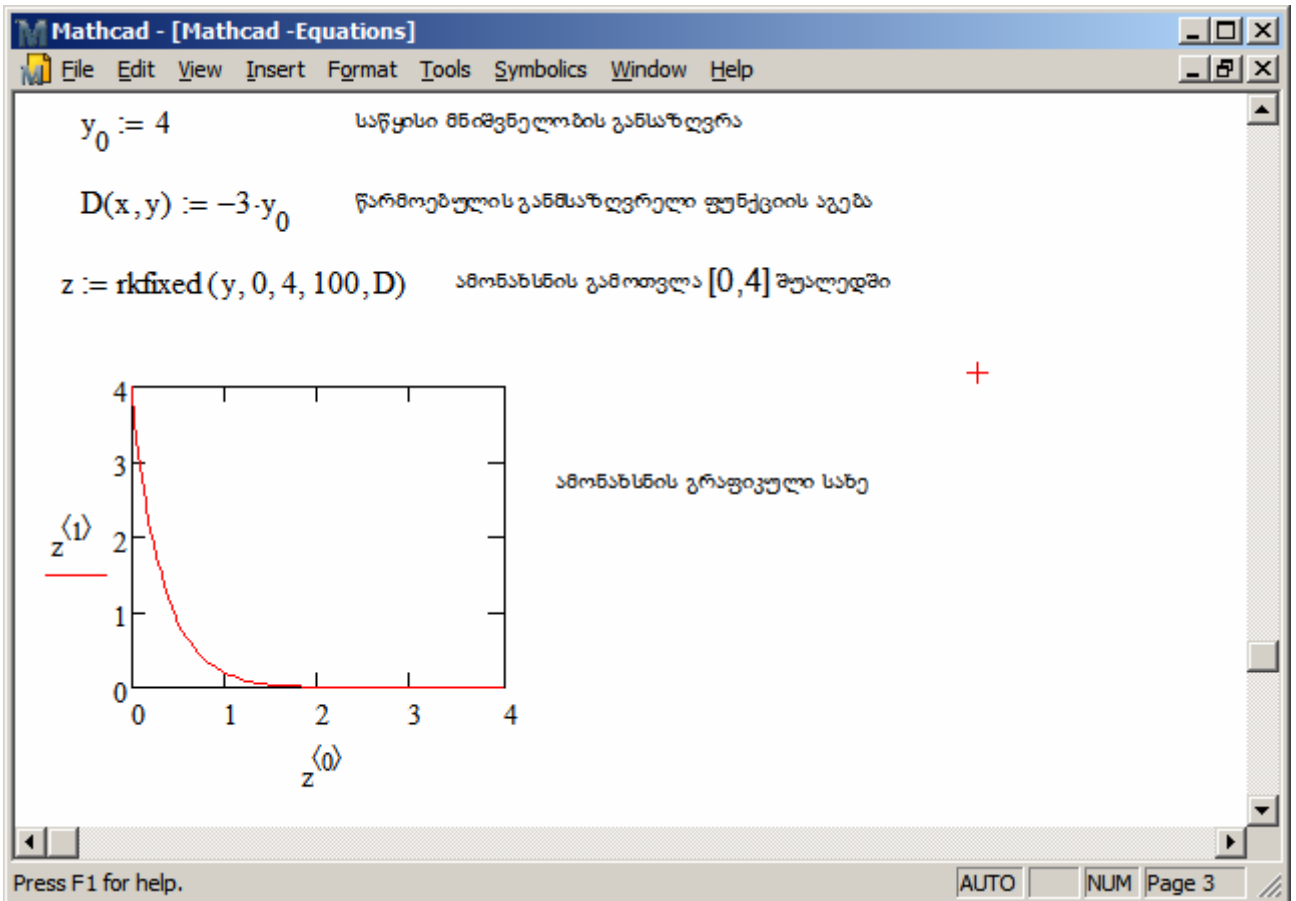 Mathcad - [Mathcad -Equations]
File Edit View Insert Format Tools Symbolics Window Help
y₀ := 4 საწყისი მნიშვნელობის განსაზღვრა
D(x,y) := −3·y₀ წარმოებულის განმსაზღვრელი ფუნქციის აგება
z := rkfixed(y, 0, 4, 100, D) ამონახსნის გამოთვლა [0,4] შუალედში
4
3
ამონახსნის გრაფიკული სახე
z⟨1⟩ 2
1
0
0 1 2 3 4
z⟨0⟩
Press F1 for help. AUTO NUM Page 3